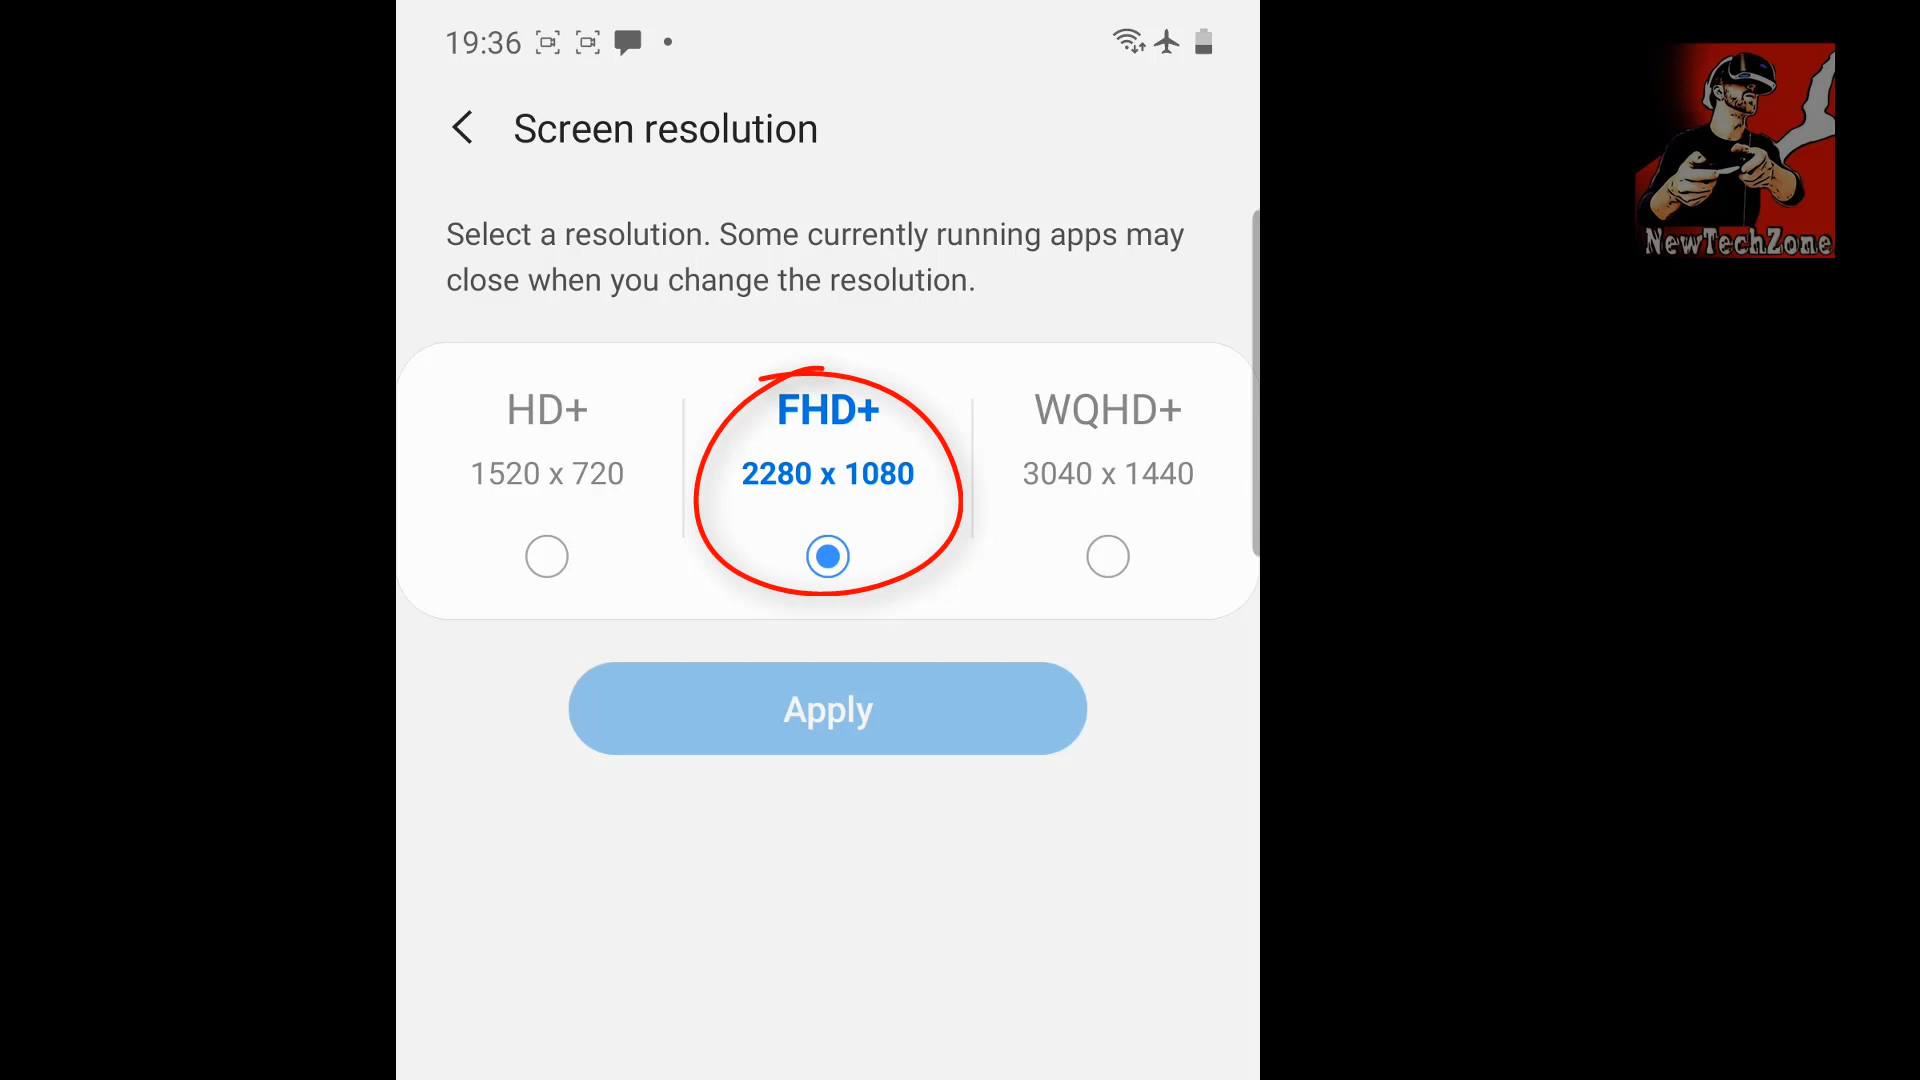 19:36
Screen resolution
Select a resolution. Some currently running apps may
close when you change the resolution.
HD+ FHD+ WQHD+
1520 x 720 2280 x 1080 3040 x 1440
Apply
NewTechZone